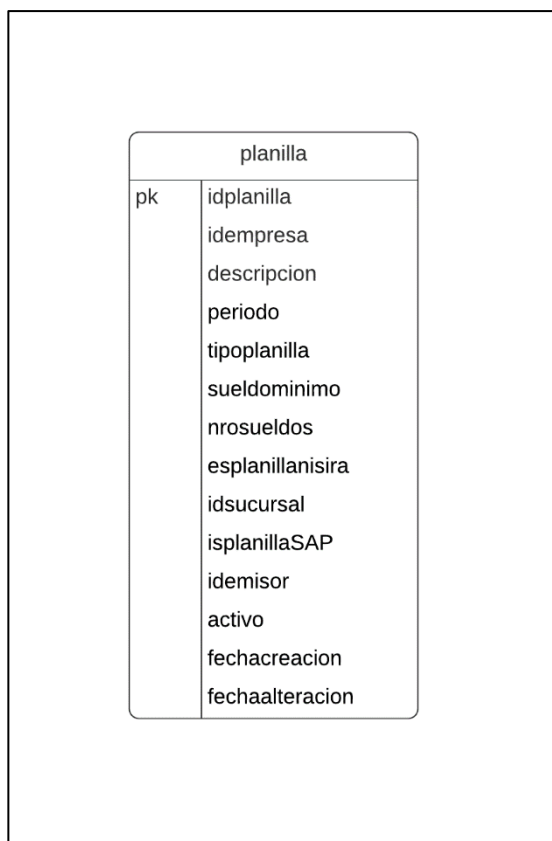 planilla
pk idplanilla
idempresa
descripcion
periodo
tipoplanilla
sueldominimo
nrosueldos
esplanillanisira
idsucursal
isplanillaSAP
idemisor
activo
fechacreacion
fechaalteracion